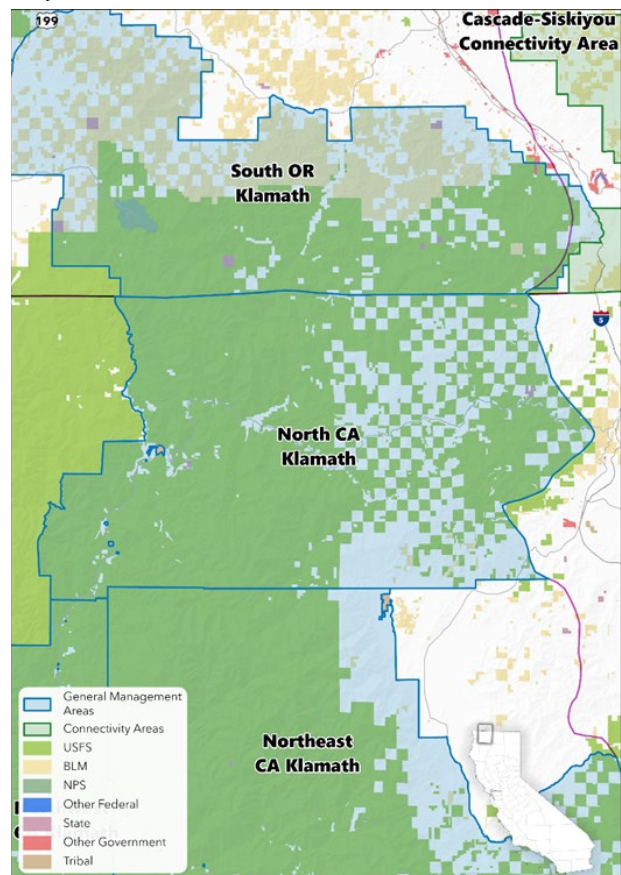 199
Cascade-Siskiyou
Connectivity Area
South OR
Klamath
5
North CA
Klamath
Northeast
CA Klamath
General Management
Areas
Connectivity Areas
USFS
BLM
NPS
Other Federal
State
Other Government
Tribal